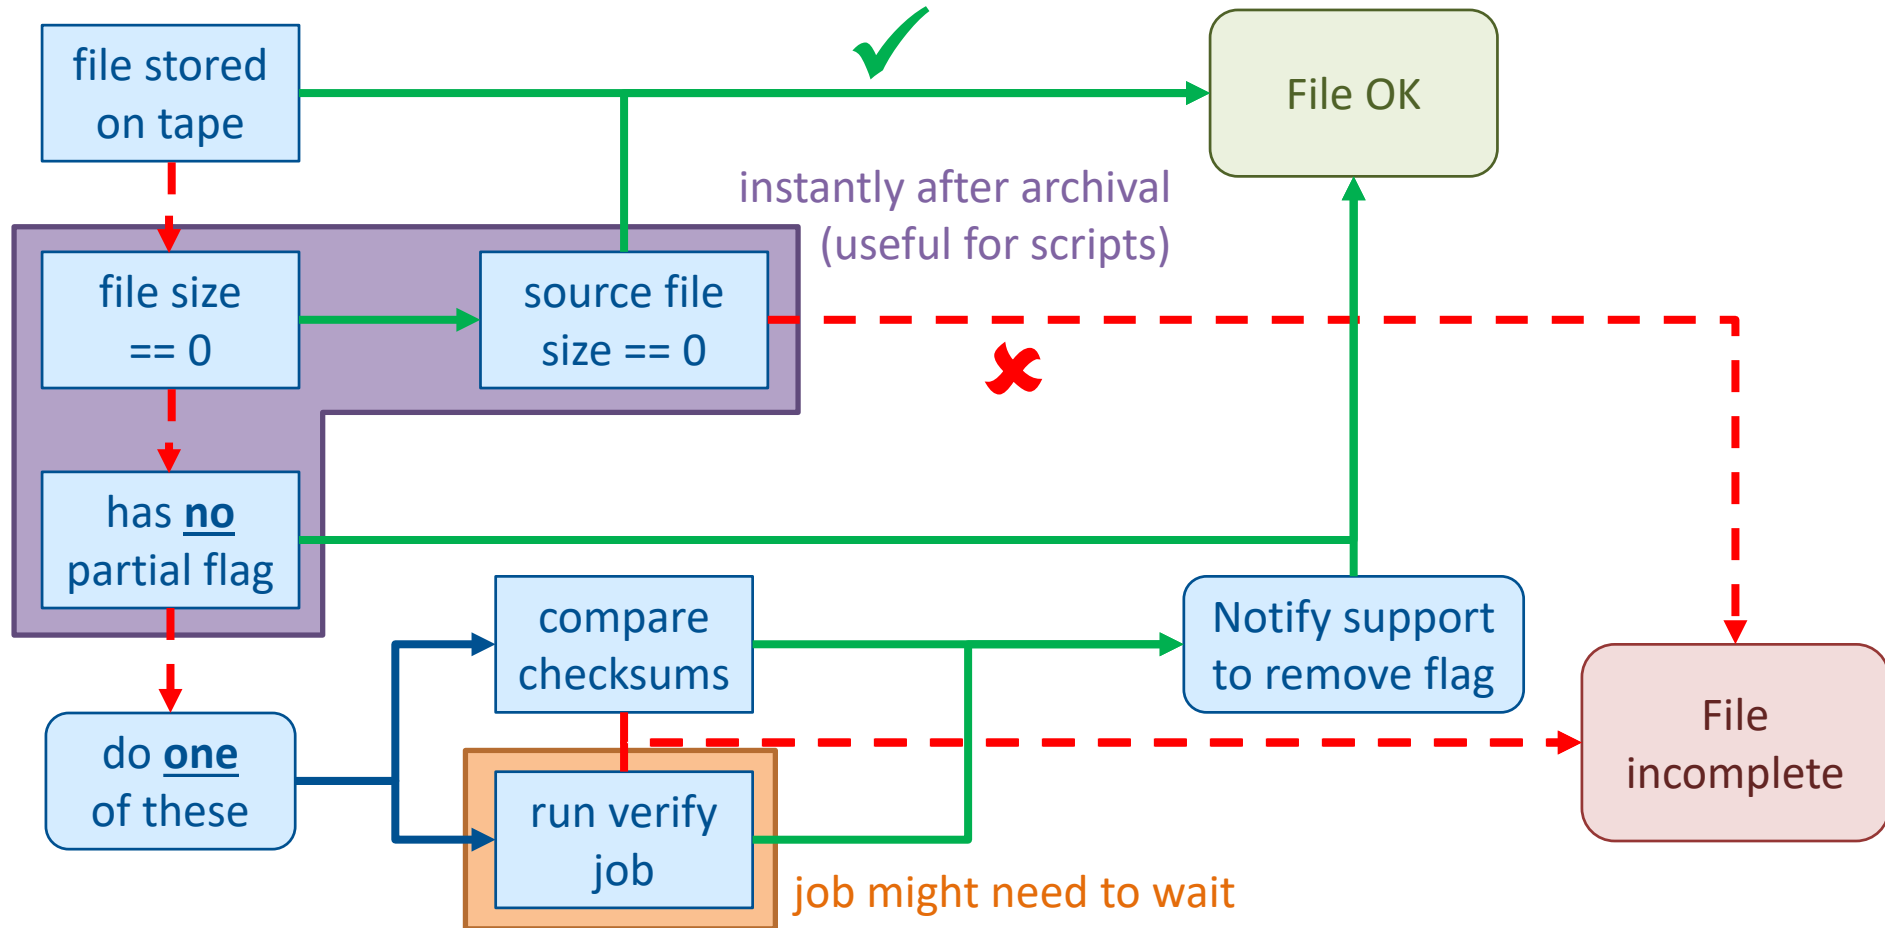 file stored
on tape
File OK
instantly after archival
(useful for scripts)
file size
== 0
source file
size == 0
has no
partial flag
compare
checksums
Notify support
to remove flag
do one
of these
run verify
job
File
incomplete
job might need to wait